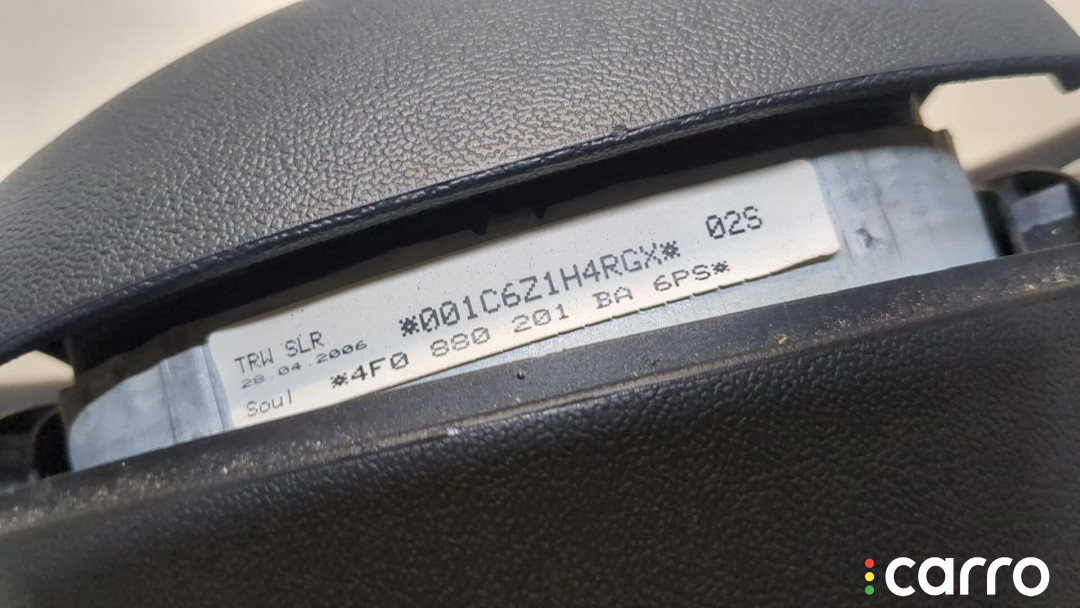 *001C6Z1H4RGX* 02S
TRW SLR
28.04.2006
*4F0 880 201 BA 6PS*
Soul
carro